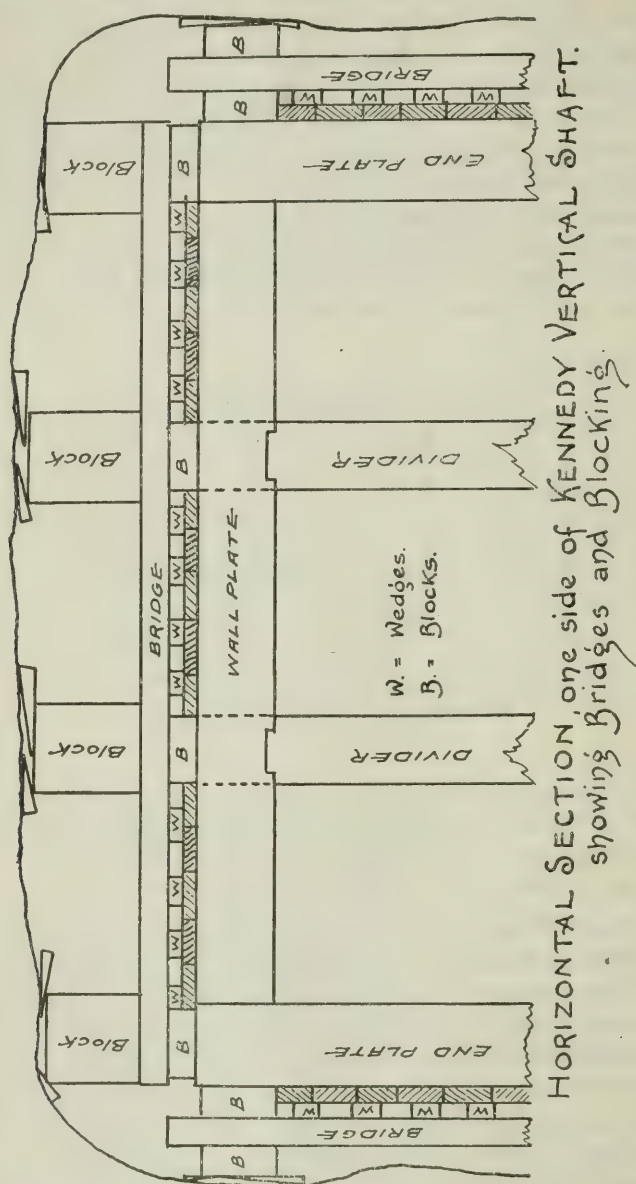 Block
Block
Block
Block
BRIDGE
B W W W W B W W W W B W W W W B
WALL PLATE
B
B
B
B
BRIDGE
W
W
W
W
END PLATE
DIVIDER
W. = Wedges.
B. = Blocks.
DIVIDER
END PLATE
W
W
W
W
BRIDGE
HORIZONTAL SECTION, one side of KENNEDY VERTICAL SHAFT.
showing Bridges and Blocking.